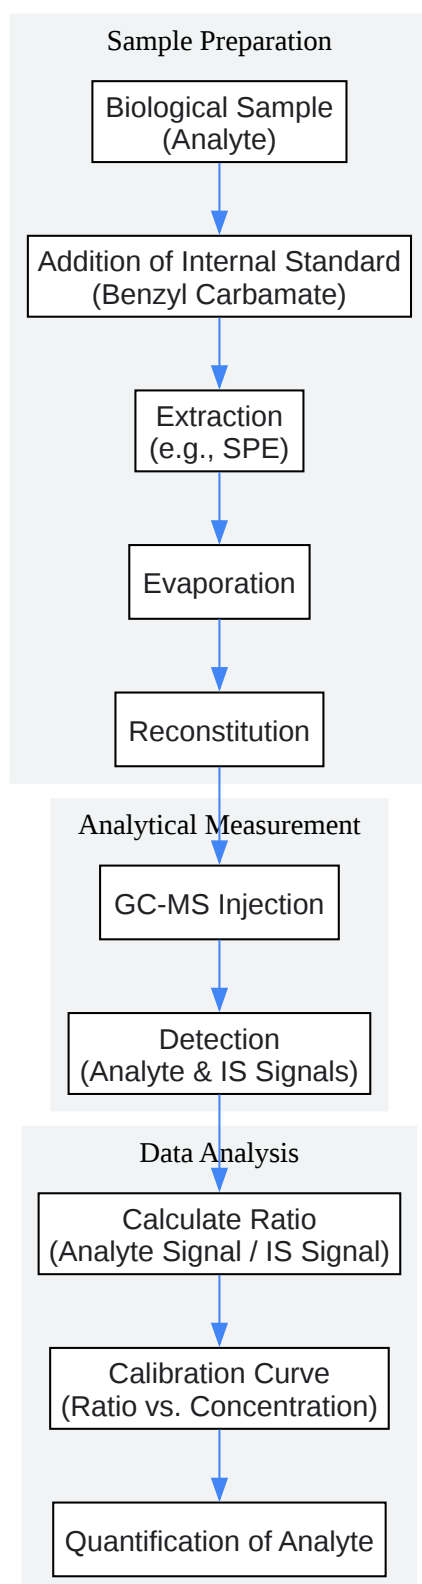 Sample Preparation
Biological Sample
(Analyte)
Addition of Internal Standard
(Benzyl Carbamate)
Extraction
(e.g., SPE)
Evaporation
Reconstitution
Analytical Measurement
GC-MS Injection
Detection
(Analyte & IS Signals)
Data Analysis
Calculate Ratio
(Analyte Signal / IS Signal)
Calibration Curve
(Ratio vs. Concentration)
Quantification of Analyte